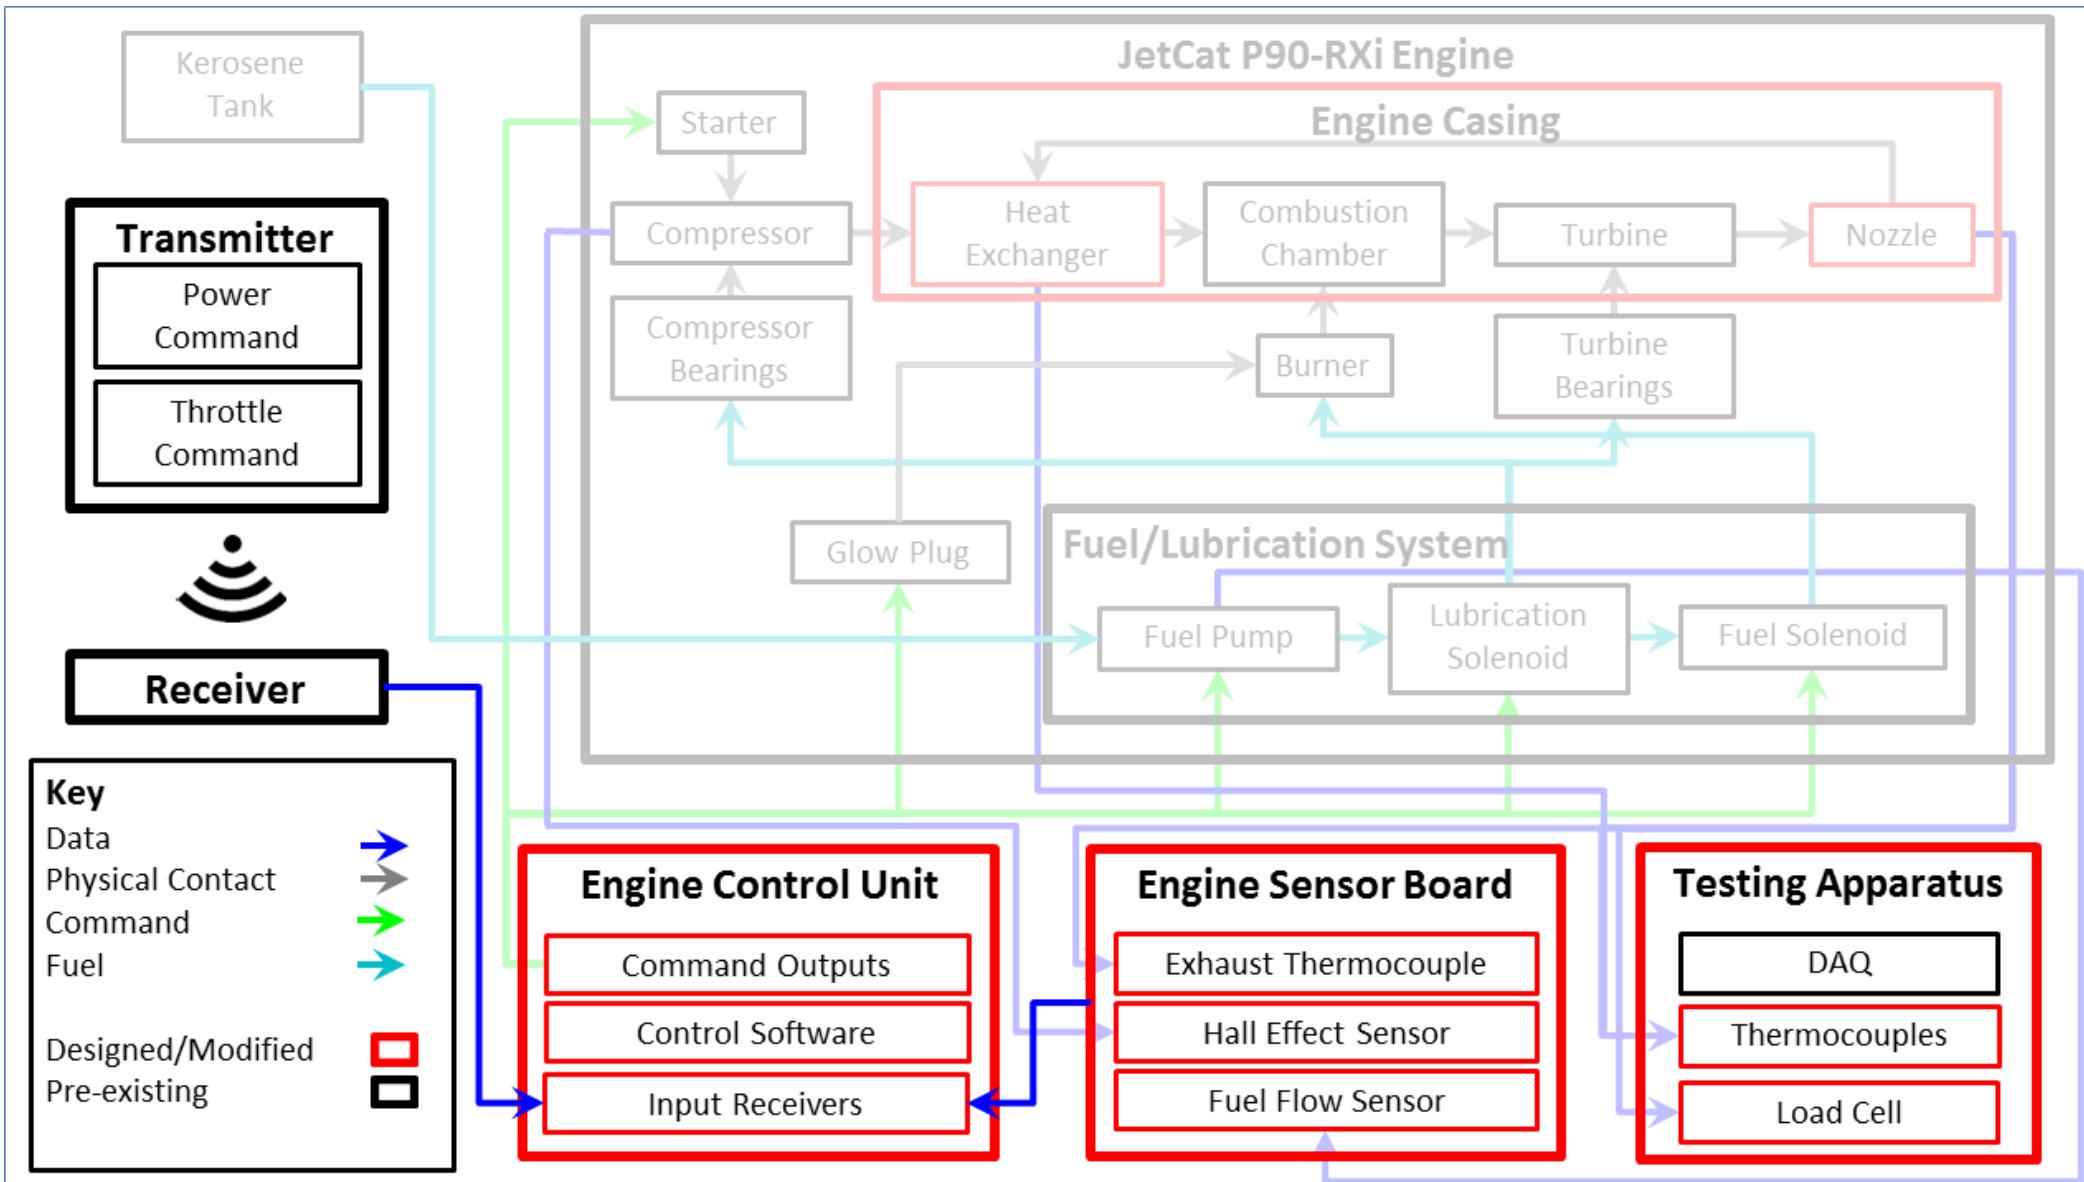 Kerosene
Tank
JetCat P90-RXi Engine
Engine Casing
Starter
Compressor
Heat
Exchanger
Combustion
Chamber
Turbine
Nozzle
Compressor
Bearings
Burner
Turbine
Bearings
Glow Plug
Fuel/Lubrication System
Fuel Pump
Lubrication
Solenoid
Fuel Solenoid
Transmitter
Power
Command
Throttle
Command
Receiver
Key
Data
Physical Contact
Command
Fuel
Designed/Modified
Pre-existing
Engine Control Unit
Command Outputs
Control Software
Input Receivers
Engine Sensor Board
Exhaust Thermocouple
Hall Effect Sensor
Fuel Flow Sensor
Testing Apparatus
DAQ
Thermocouples
Load Cell